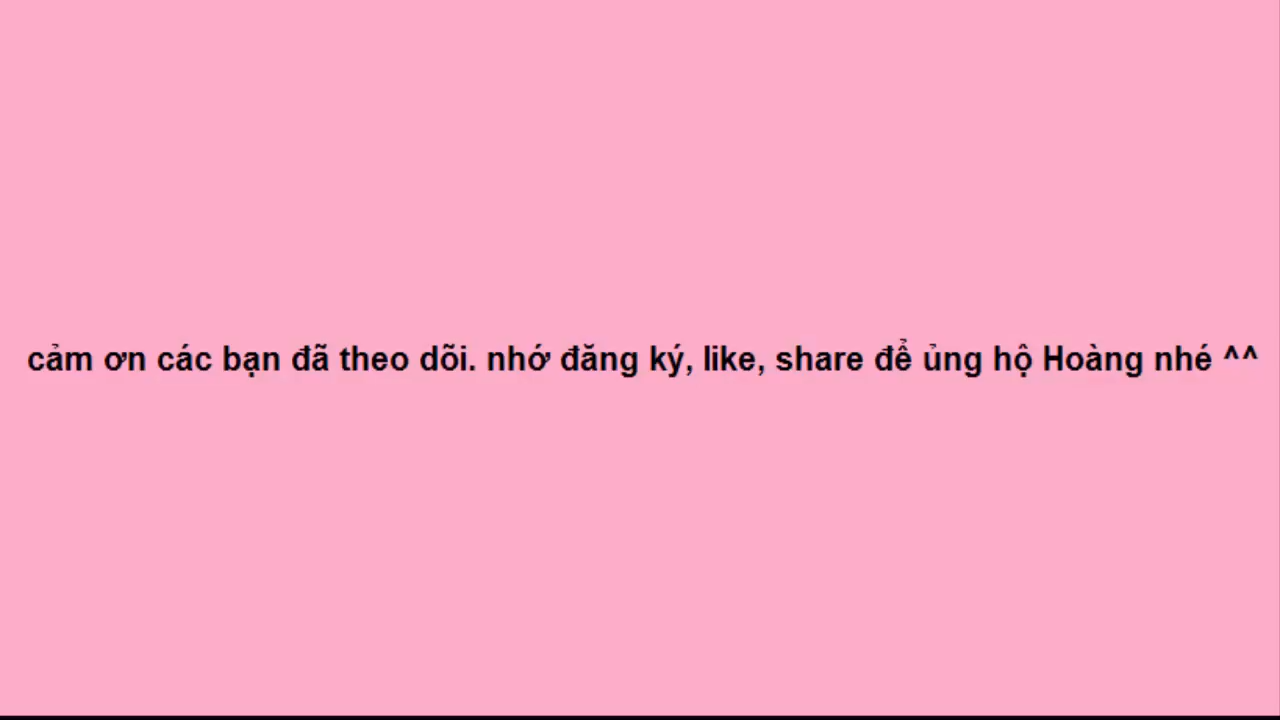 cảm ơn các bạn đã theo dõi. nhớ đăng ký, like, share để ủng hộ Hoàng nhé ^^